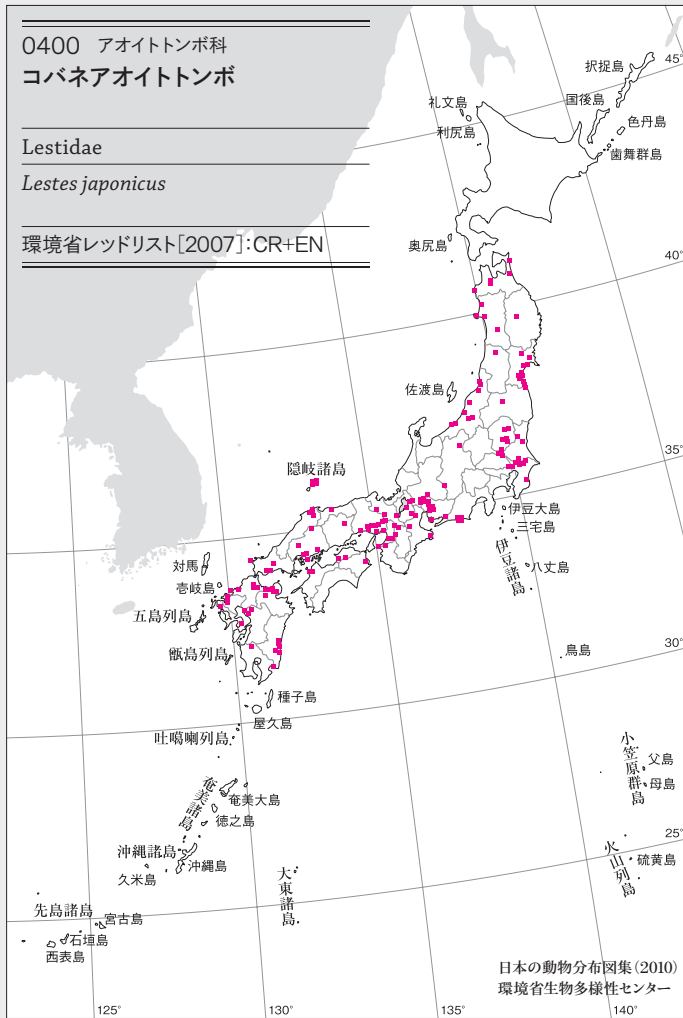 0400 アオイトトンボ科
コバネアオイトトンボ
Lestidae
Lestes japonicus
環境省レッドリスト[2007]:CR+EN
択捉島
45°
国後島
礼文島
色丹島
利尻島
歯舞群島
奥尻島
40°
佐渡島
35°
隠岐諸島
伊豆大島
三宅島
伊豆諸島
八丈島
対馬
壱岐島
五島列島
甑島列島
鳥島
30°
種子島
屋久島
吐噶喇列島
小笠原群島
父島
母島
奄美諸島
奄美大島
徳之島
25°
沖縄諸島
沖縄島
久米島
火山列島
硫黄島
大東諸島
先島諸島
宮古島
石垣島
西表島
日本の動物分布図集(2010)
環境省生物多様性センター
125°
130°
135°
140°